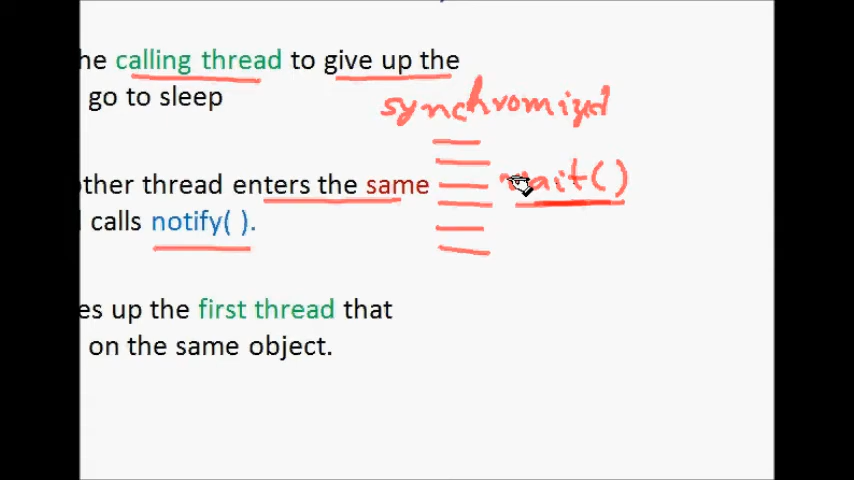 he calling thread to give up the
go to sleep
synchromized
other thread enters the same
wait()
calls notify( ).
es up the first thread that
on the same object.